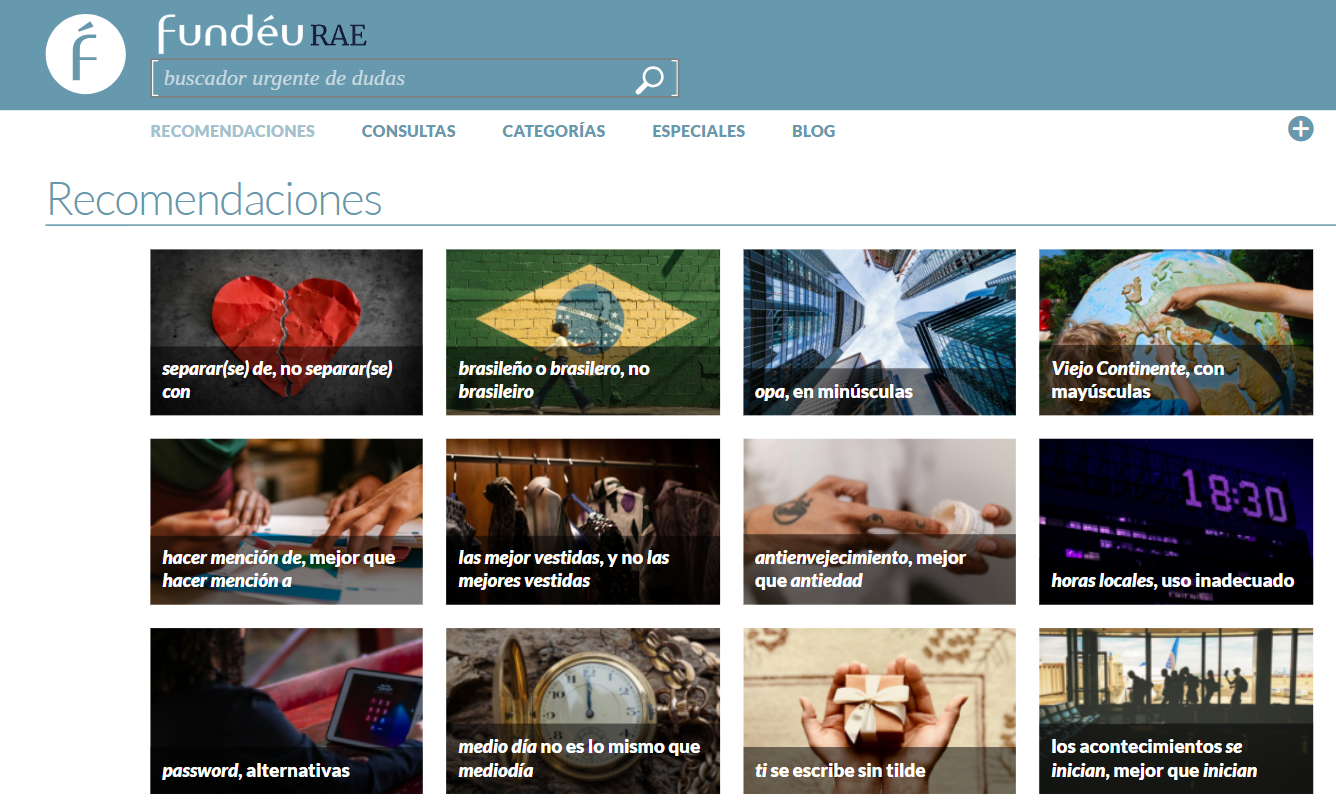 fundéu RAE
buscador urgente de dudas
RECOMENDACIONES CONSULTAS CATEGORÍAS ESPECIALES BLOG
Recomendaciones
separar(se) de, no separar(se)
con
brasileño o brasilero, no
brasileiro
opa, en minúsculas
Viejo Continente, con
mayúsculas
hacer mención de, mejor que
hacer mención a
las mejor vestidas, y no las
mejores vestidas
antienvejecimiento, mejor
que antiedad
18:30
horas locales, uso inadecuado
password, alternativas
medio día no es lo mismo que
mediodía
ti se escribe sin tilde
los acontecimientos se
inician, mejor que inician